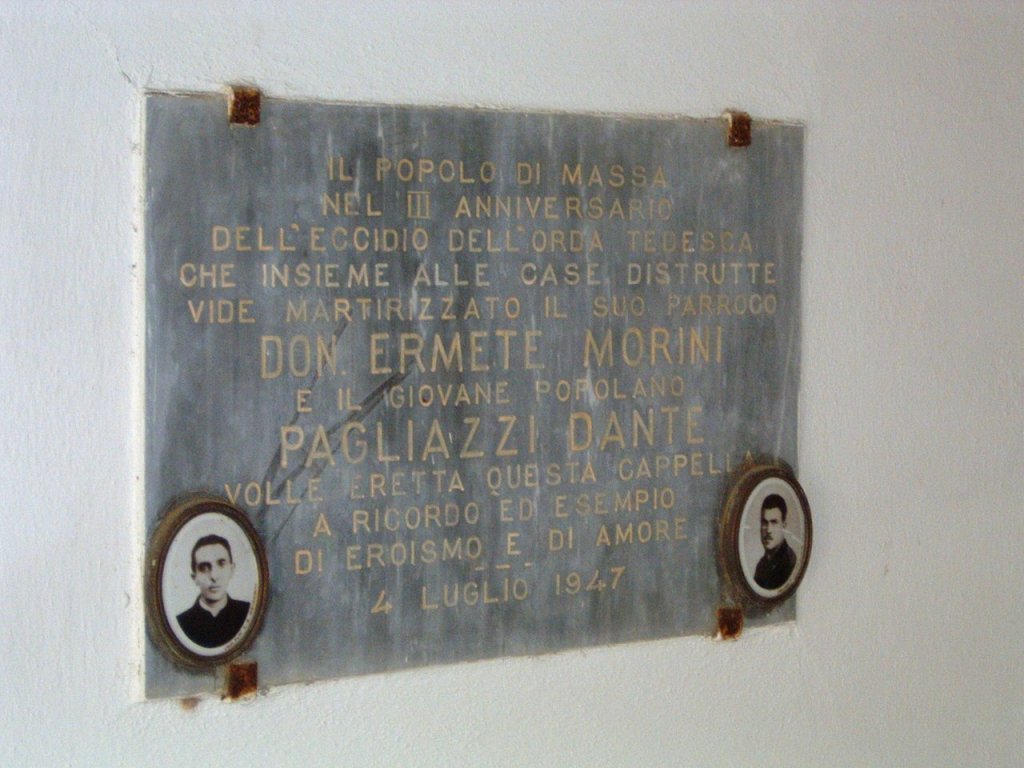 IL POPOLO DI MASSA
NEL III ANNIVERSARIO
DELL'ECCIDIO DELL'ORDA TEDESCA
CHE INSIEME ALLE CASE DISTRUTTE
VIDE MARTIRIZZATO IL SUO PARROCO
DON. ERMETE MORINI
E IL GIOVANE POPOLANO
PAGLIAZZI DANTE
VOLLE ERETTA QUESTA CAPPELLA
A RICORDO ED ESEMPIO
DI EROISMO E DI AMORE
4 LUGLIO 1947